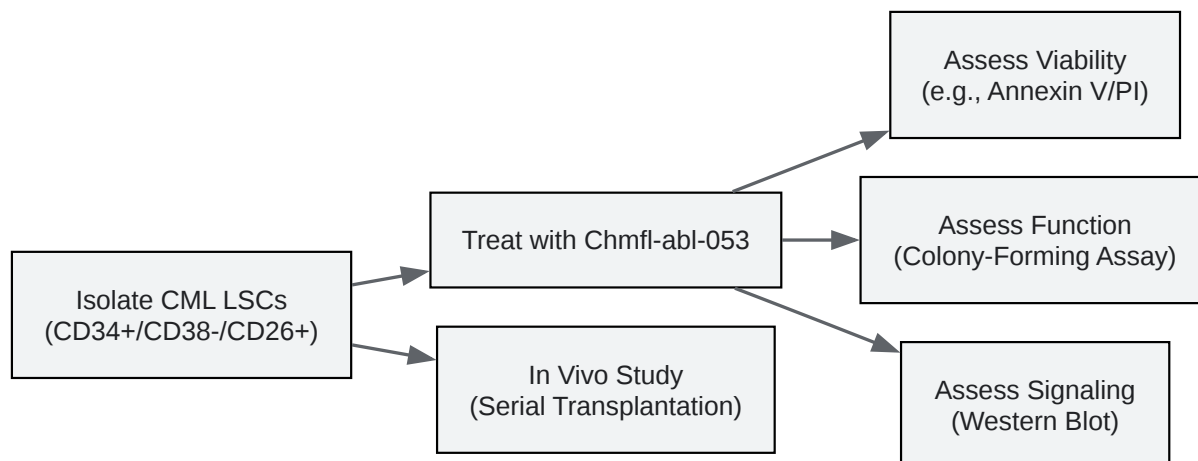 Isolate CML LSCs
(CD34+/CD38-/CD26+)
Treat with Chmfl-abl-053
In Vivo Study
(Serial Transplantation)
Assess Viability
(e.g., Annexin V/PI)
Assess Function
(Colony-Forming Assay)
Assess Signaling
(Western Blot)